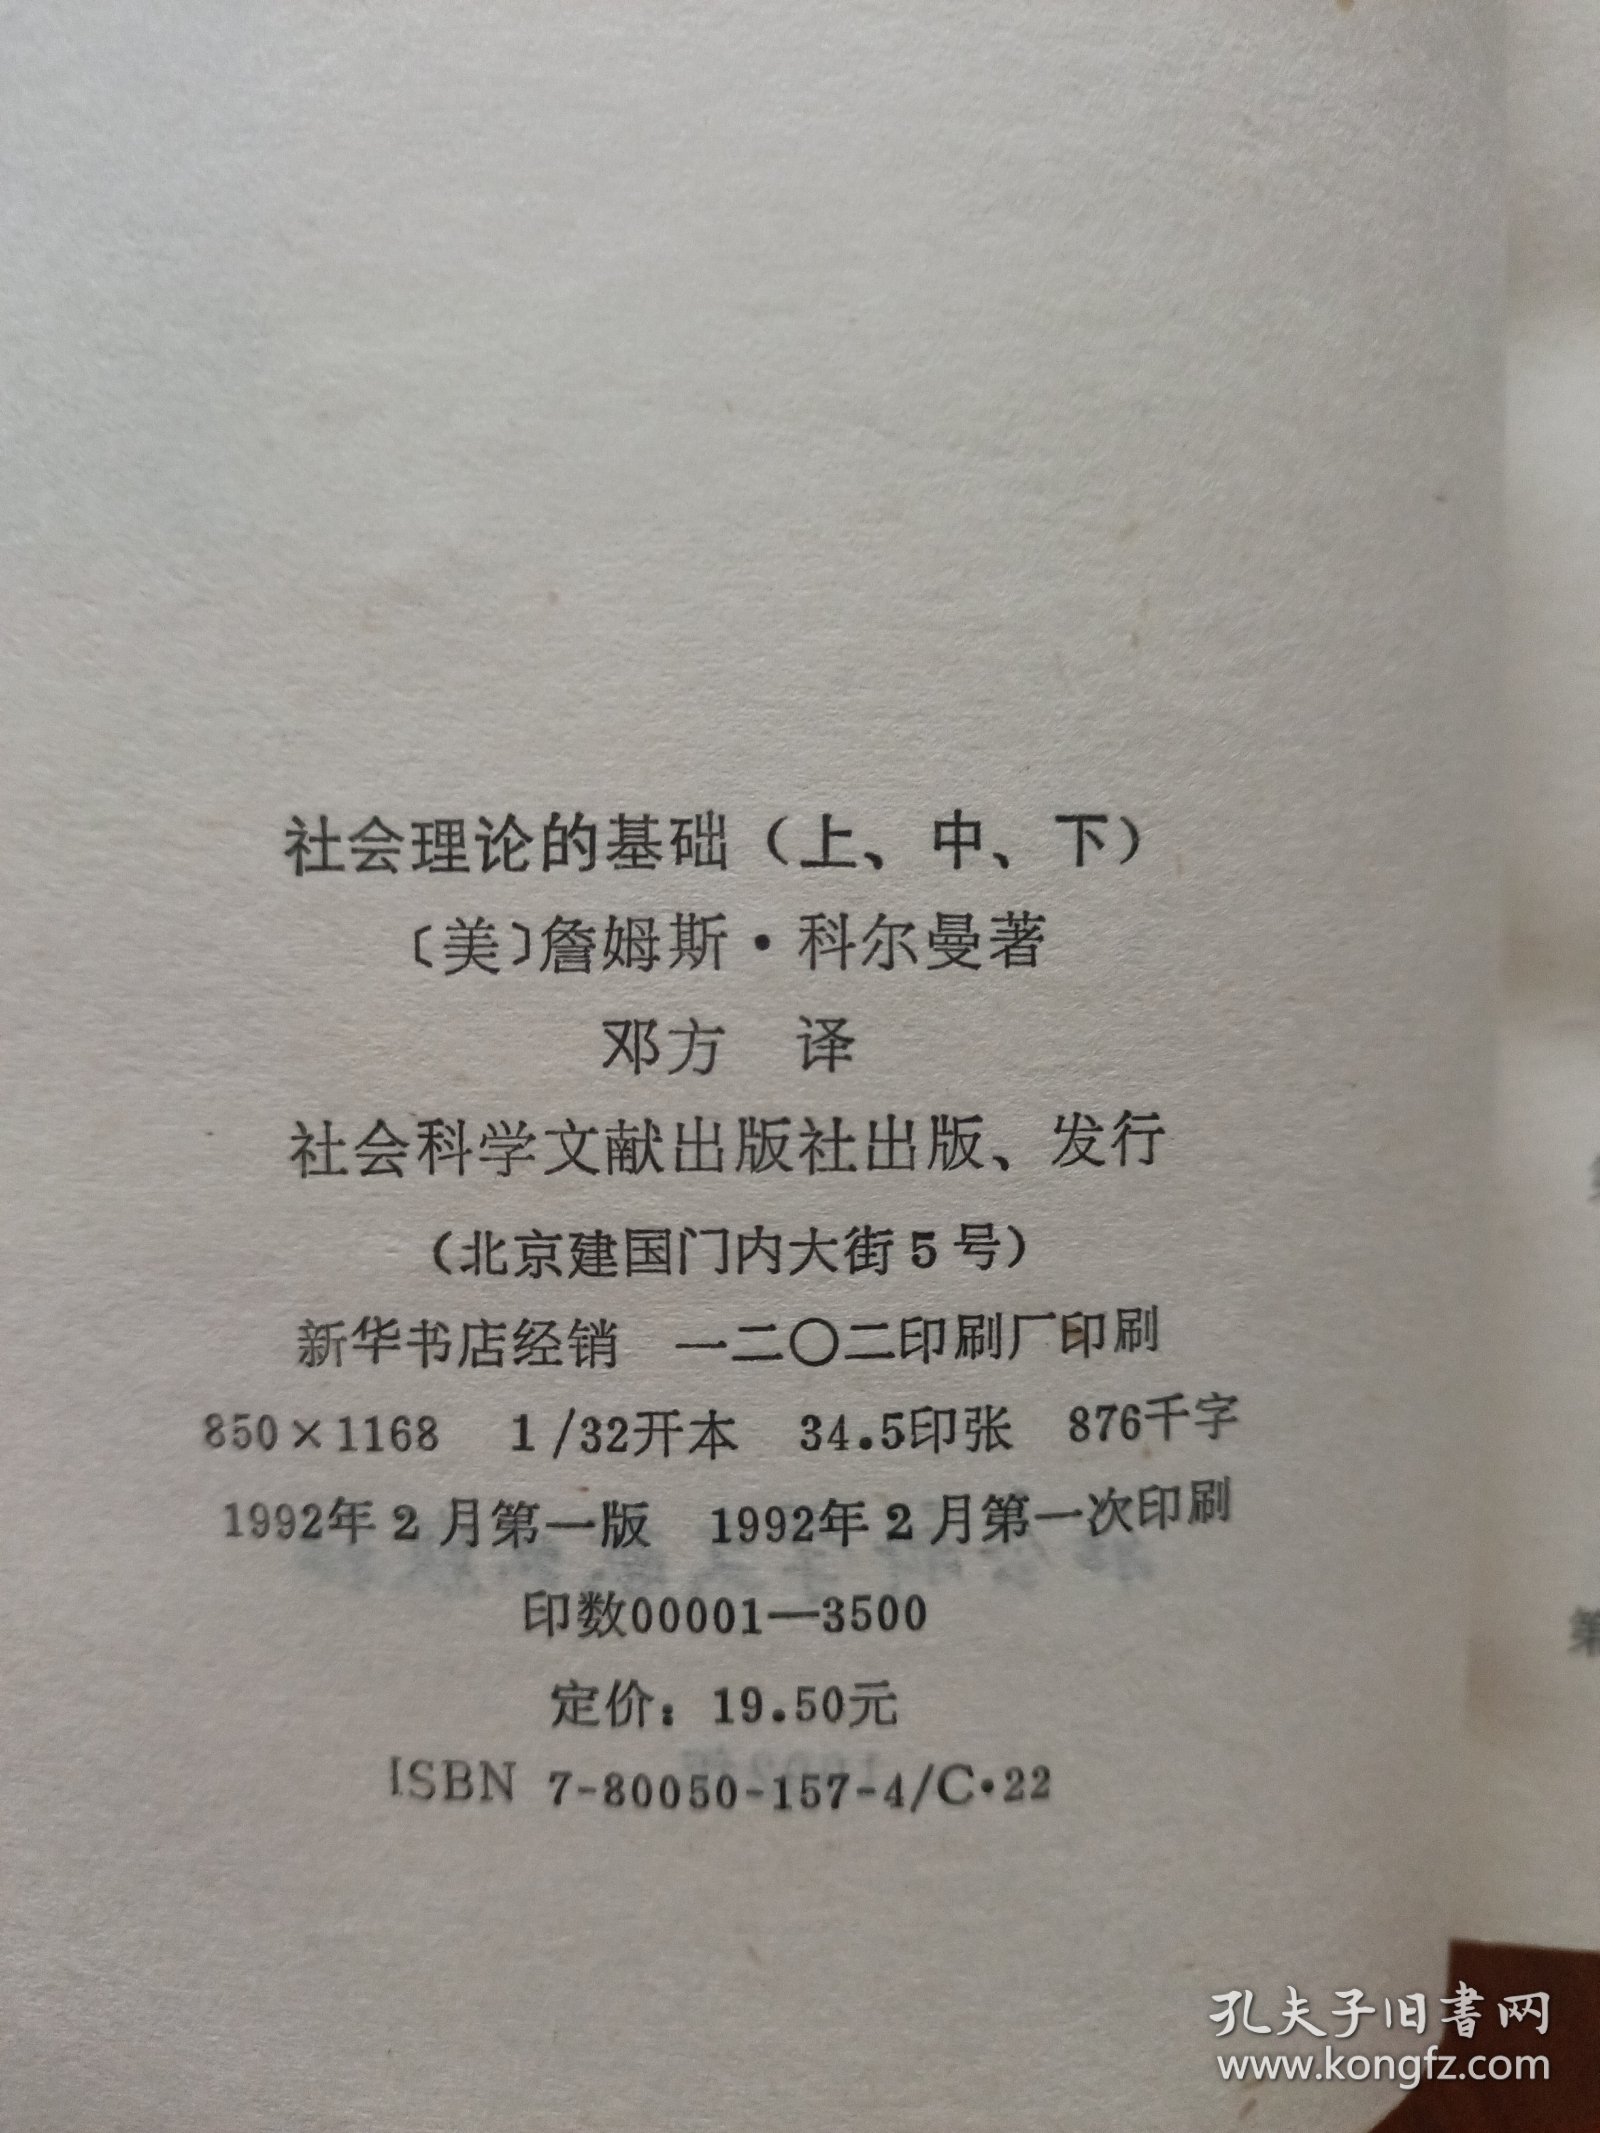 社会理论的基础（上、中、下）
〔美〕詹姆斯·科尔曼著
邓方　译
社会科学文献出版社出版、发行
（北京建国门内大街5号）
新华书店经销　一二〇二印刷厂印刷
850×1168　1/32开本　34.5印张　876千字
1992年2月第一版　1992年2月第一次印刷
印数00001—3500
定价：19.50元
ISBN 7-80050-157-4/C·22
孔夫子旧书网
www.kongfz.com